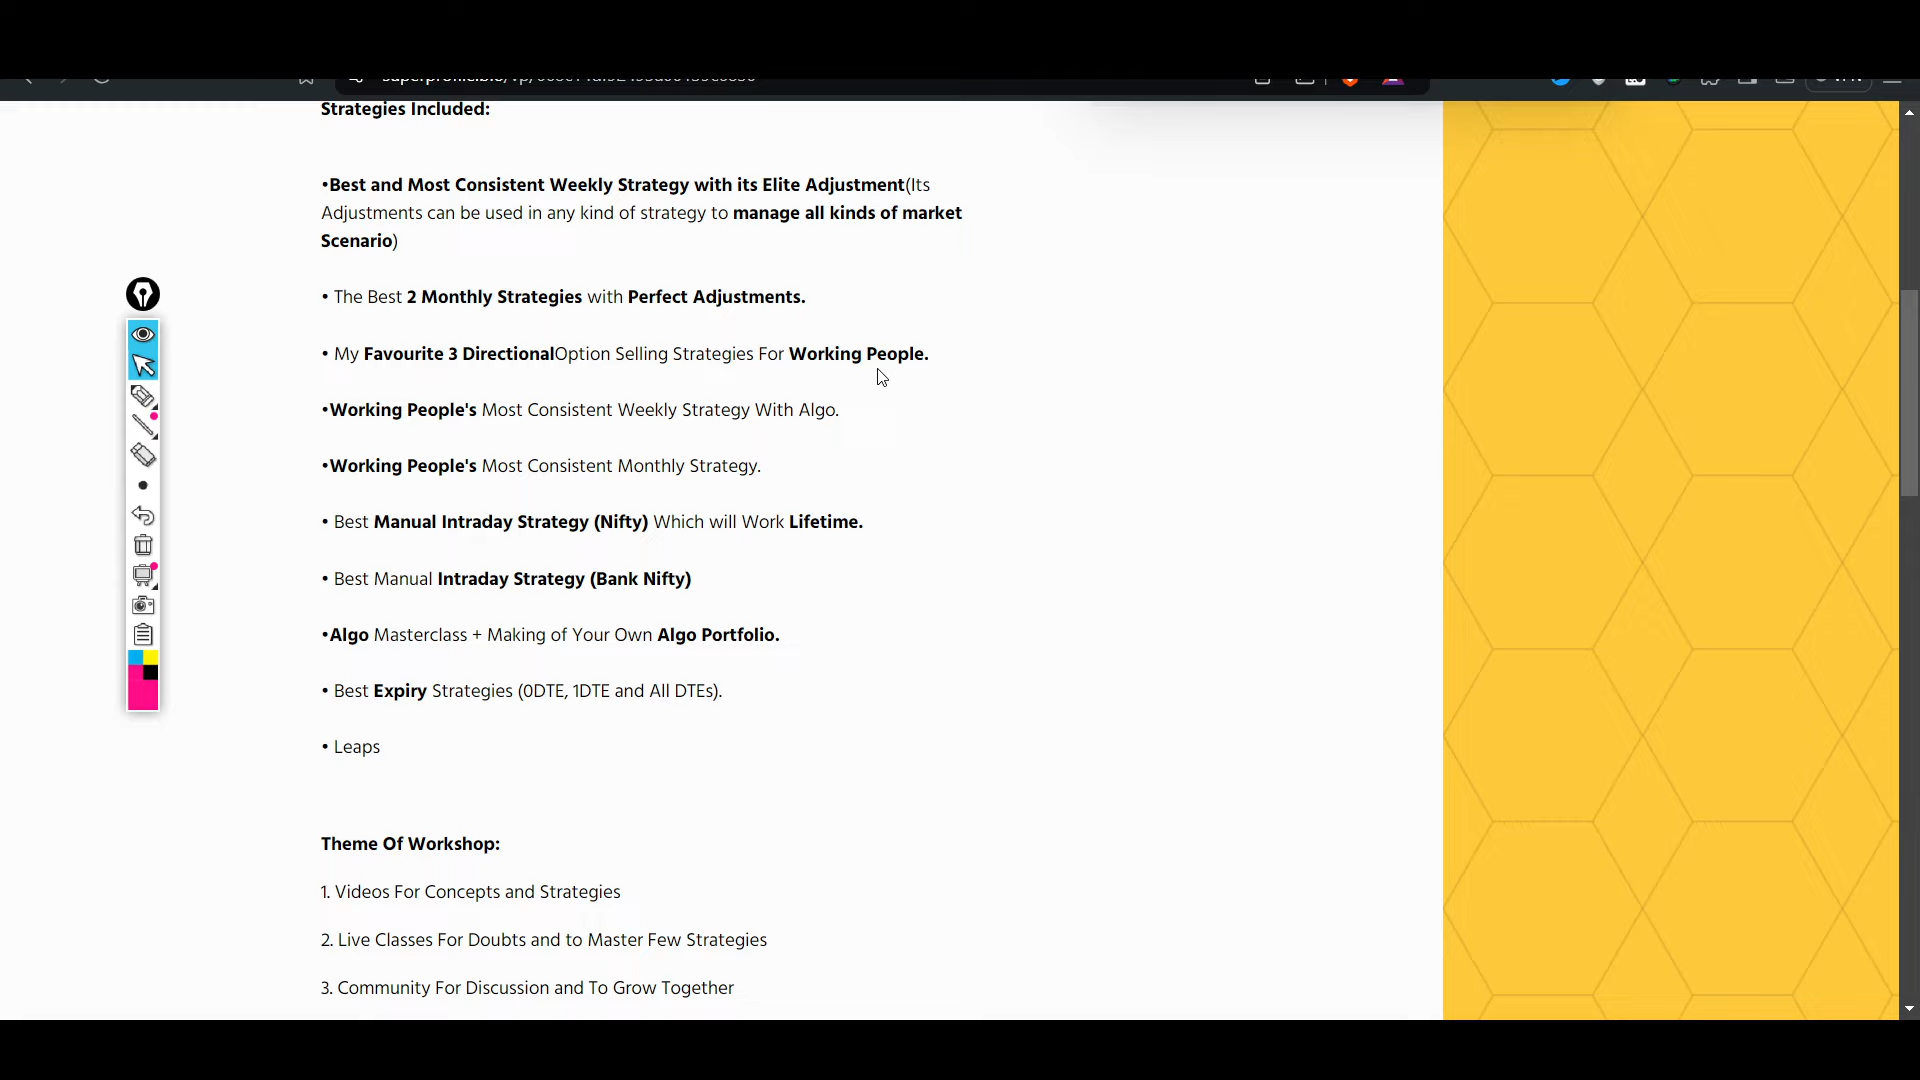 Strategies Included:
•Best and Most Consistent Weekly Strategy with its Elite Adjustment(Its
Adjustments can be used in any kind of strategy to manage all kinds of market
Scenario)
• The Best 2 Monthly Strategies with Perfect Adjustments.
• My Favourite 3 DirectionalOption Selling Strategies For Working People.
•Working People's Most Consistent Weekly Strategy With Algo.
•Working People's Most Consistent Monthly Strategy.
• Best Manual Intraday Strategy (Nifty) Which will Work Lifetime.
• Best Manual Intraday Strategy (Bank Nifty)
•Algo Masterclass + Making of Your Own Algo Portfolio.
• Best Expiry Strategies (0DTE, 1DTE and All DTEs).
• Leaps
Theme Of Workshop:
1. Videos For Concepts and Strategies
2. Live Classes For Doubts and to Master Few Strategies
3. Community For Discussion and To Grow Together